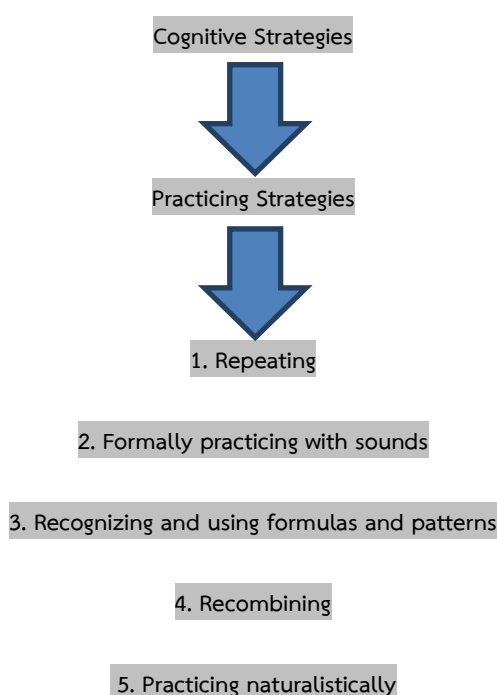 Cognitive Strategies
Practicing Strategies
1. Repeating
2. Formally practicing with sounds
3. Recognizing and using formulas and patterns
4. Recombining
5. Practicing naturalistically